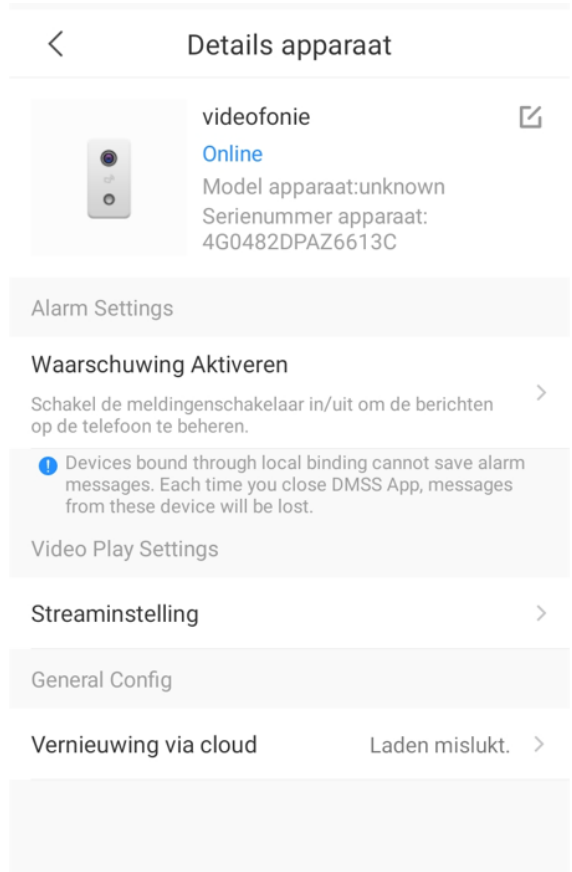 Details apparaat
videofonie
Online
Model apparaat:unknown
Serienummer apparaat:
4G0482DPAZ6613C
Alarm Settings
Waarschuwing Aktiveren
Schakel de meldingenschakelaar in/uit om de berichten
op de telefoon te beheren.
Devices bound through local binding cannot save alarm
messages. Each time you close DMSS App, messages
from these device will be lost.
Video Play Settings
Streaminstelling
General Config
Vernieuwing via cloud Laden mislukt.